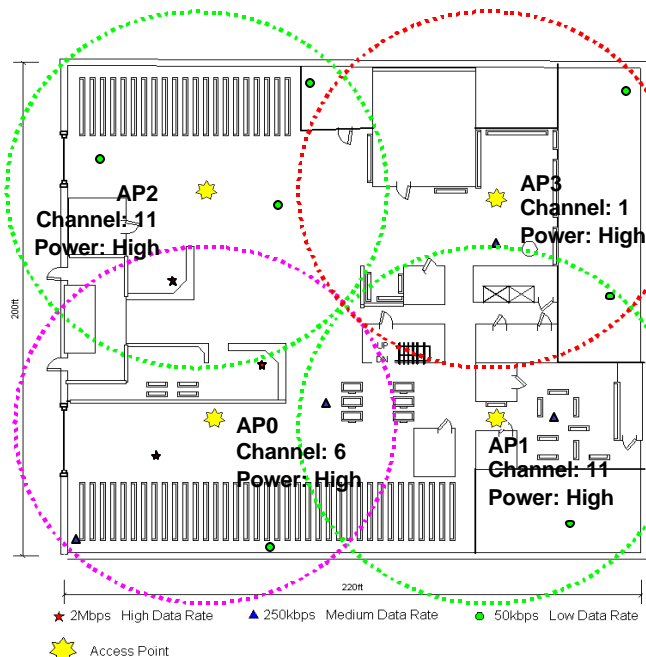 AP2
Channel: 11
Power: High
AP3
Channel: 1
Power: High
200ft
UP
DN
AP0
Channel: 6
Power: High
AP1
Channel: 11
Power: High
220ft
2Mbps High Data Rate 250kbps Medium Data Rate 50kbps Low Data Rate
Access Point